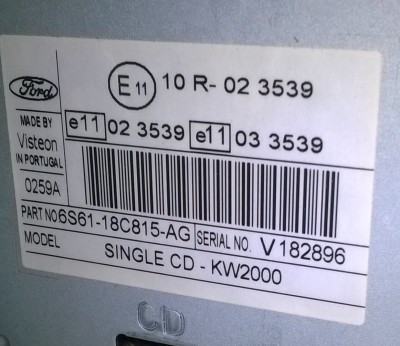 Ford
E 11 10 R- 02 3539
MADE BY
Visteon
IN PORTUGAL
e11 02 3539 e11 03 3539
0259A
PART NO 6S61-18C815-AG SERIAL NO. V182896
MODEL SINGLE CD - KW2000
CD